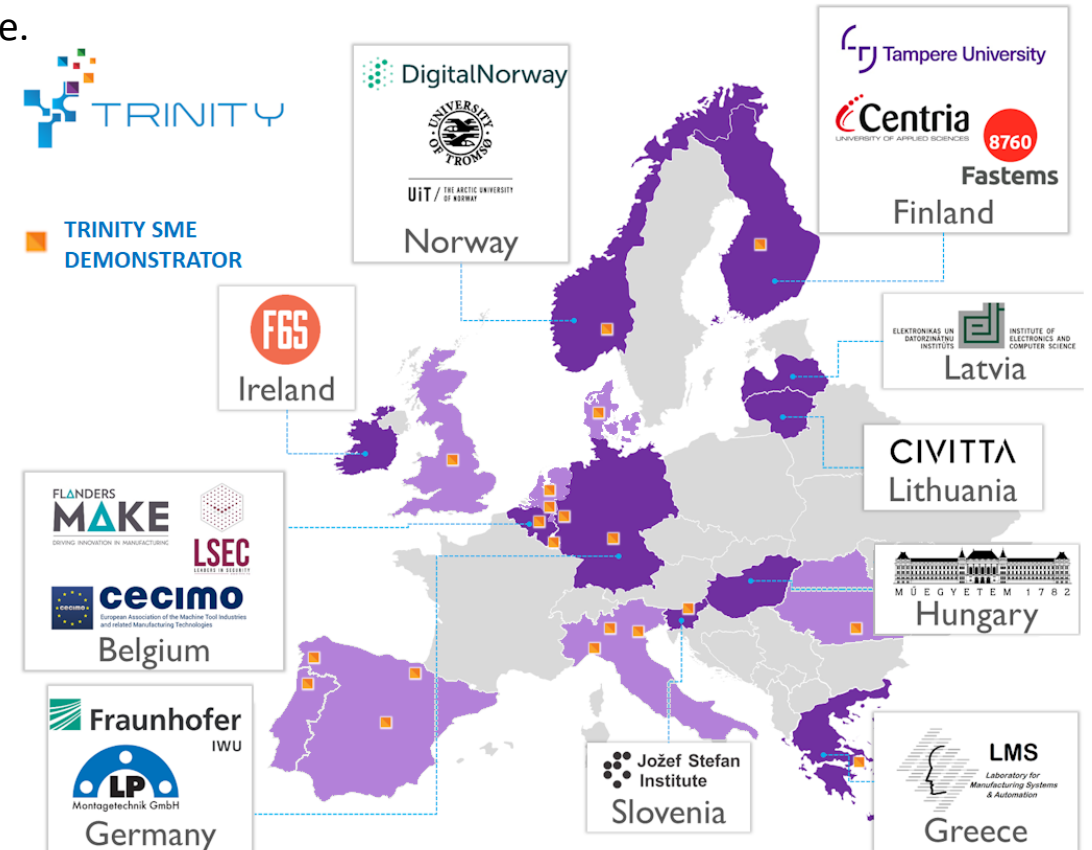 e.
TRINITY
TRINITY SME
DEMONSTRATOR
DigitalNorway
UNIVERSITY
OF TROMSØ
UiT / THE ARCTIC UNIVERSITY
OF NORWAY
Norway
Tampere University
Centria
UNIVERSITY OF APPLIED SCIENCES
8760
Fastems
Finland
F6S
Ireland
ELEKTRONIKAS UN
DATORZINĀTŅU
INSTITŪTS
edi
INSTITUTE OF
ELECTRONICS AND
COMPUTER SCIENCE
Latvia
CIVITTA
Lithuania
FLANDERS
MAKE
DRIVING INNOVATION IN MANUFACTURING
LSEC
LEADERS IN SECURITY
cecimo
cecimo
European Association of the Machine Tool Industries
and related Manufacturing Technologies
Belgium
MŰEGYETEM 1782
Hungary
Fraunhofer
IWU
LP
Montagetechnik GmbH
Germany
Jožef Stefan
Institute
Slovenia
LMS
Laboratory for
Manufacturing Systems
& Automation
Greece